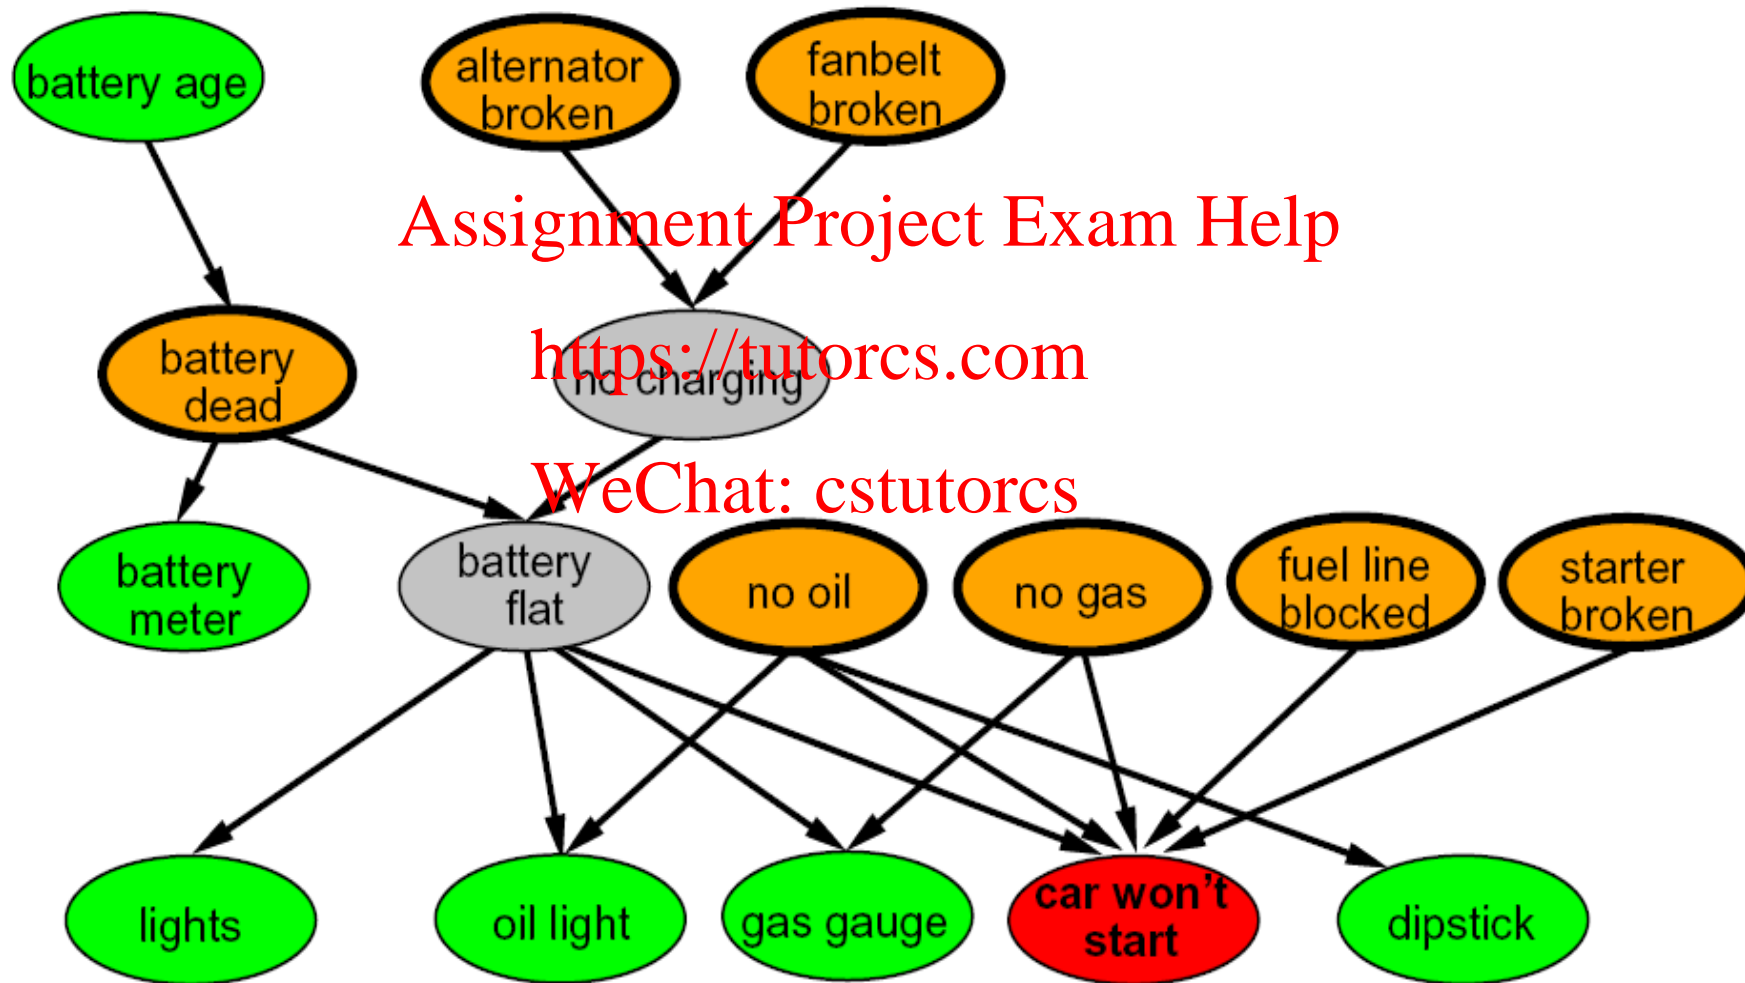 battery age
alternator
broken
fanbelt
broken
Assignment Project Exam Help
battery
dead
https://tutorcs.com
no charging
WeChat: cstutorcs
battery
meter
battery
flat
no oil
no gas
fuel line
blocked
starter
broken
lights
oil light
gas gauge
car won't
start
dipstick